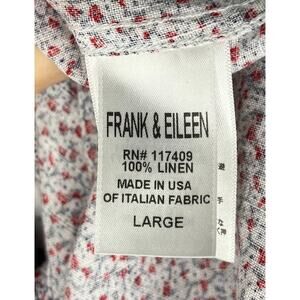 FRANK & EILEEN
RN# 117409
100% LINEN
MADE IN USA
OF ITALIAN FABRIC
LARGE